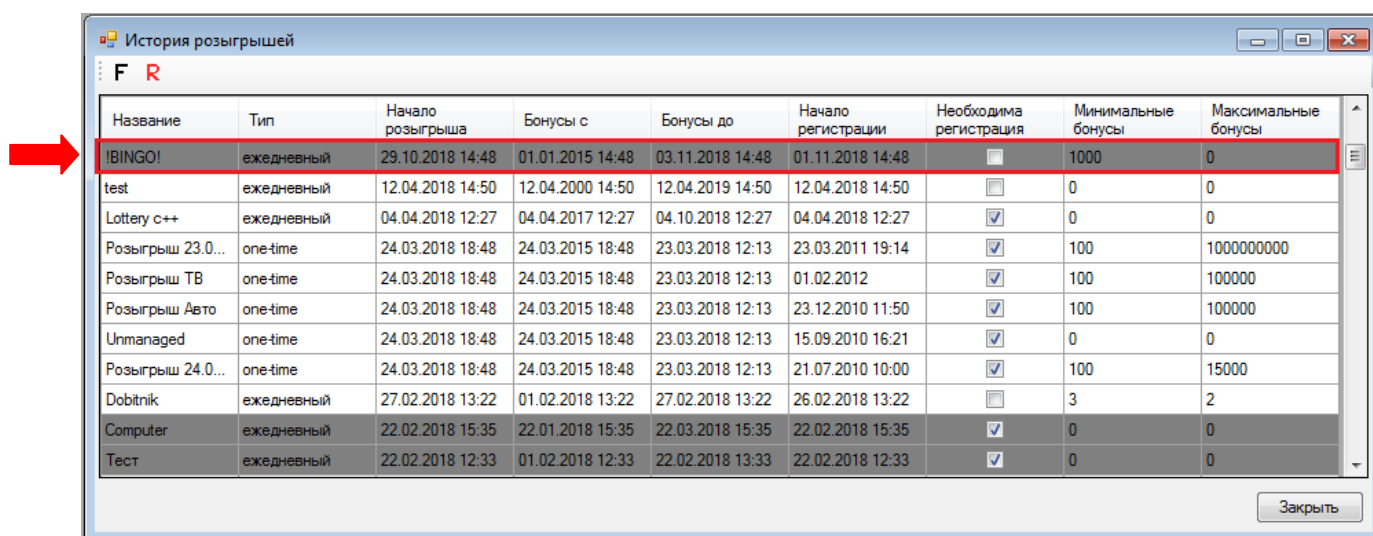 История розыгрышей
F R
Название Тип Начало розыгрыша Бонусы с Бонусы до Начало регистрации Необходима регистрация Минимальные бонусы Максимальные бонусы
!BINGO! ежедневный 29.10.2018 14:48 01.01.2015 14:48 03.11.2018 14:48 01.11.2018 14:48 1000 0
test ежедневный 12.04.2018 14:50 12.04.2000 14:50 12.04.2019 14:50 12.04.2018 14:50 0 0
Lottery c++ ежедневный 04.04.2018 12:27 04.04.2017 12:27 04.10.2018 12:27 04.04.2018 12:27 0 0
Розыгрыш 23.0... one-time 24.03.2018 18:48 24.03.2015 18:48 23.03.2018 12:13 23.03.2011 19:14 100 1000000000
Розыгрыш ТВ one-time 24.03.2018 18:48 24.03.2015 18:48 23.03.2018 12:13 01.02.2012 100 100000
Розыгрыш Авто one-time 24.03.2018 18:48 24.03.2015 18:48 23.03.2018 12:13 23.12.2010 11:50 100 100000
Unmanaged one-time 24.03.2018 18:48 24.03.2015 18:48 23.03.2018 12:13 15.09.2010 16:21 0 0
Розыгрыш 24.0... one-time 24.03.2018 18:48 24.03.2015 18:48 23.03.2018 12:13 21.07.2010 10:00 100 15000
Dobitnik ежедневный 27.02.2018 13:22 01.02.2018 13:22 27.02.2018 13:22 26.02.2018 13:22 3 2
Computer ежедневный 22.02.2018 15:35 22.01.2018 15:35 22.03.2018 15:35 22.02.2018 15:35 0 0
Тест ежедневный 22.02.2018 12:33 01.02.2018 12:33 22.02.2018 13:33 22.02.2018 12:33 0 0
Закрыть